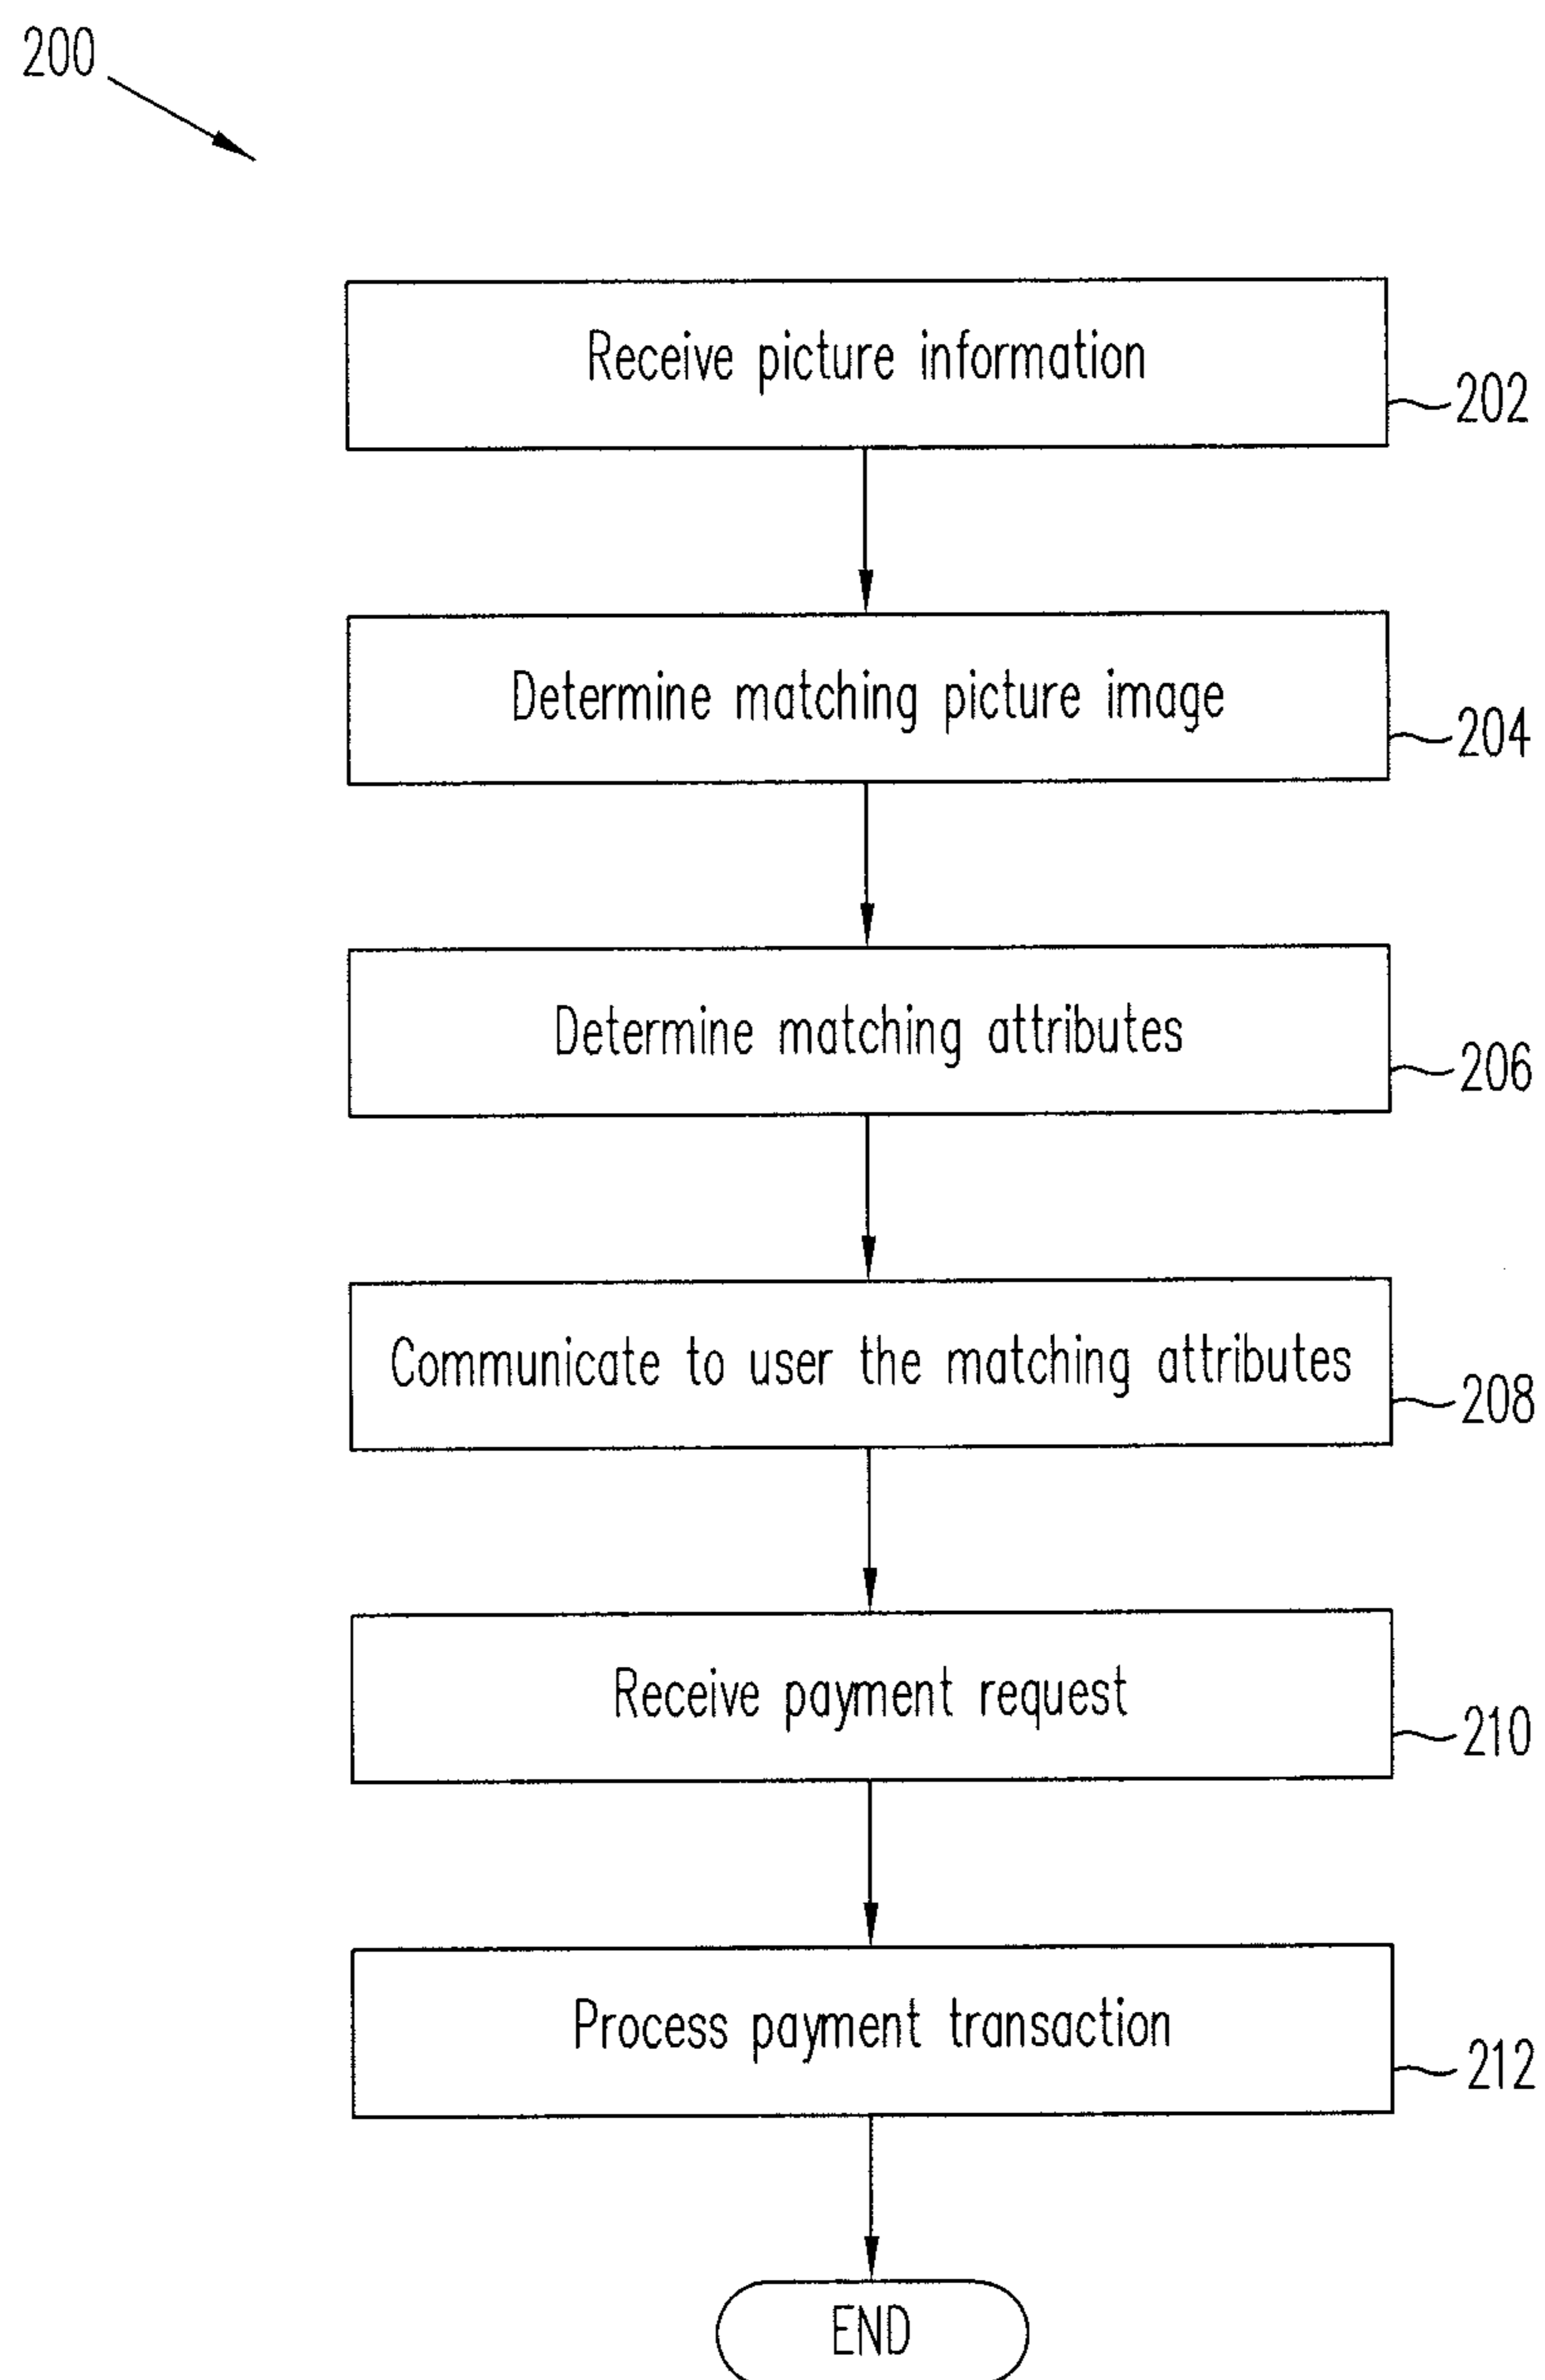 200
Receive picture information
202
Determine matching picture image
204
Determine matching attributes
206
Communicate to user the matching attributes
208
Receive payment request
210
Process payment transaction
212
END